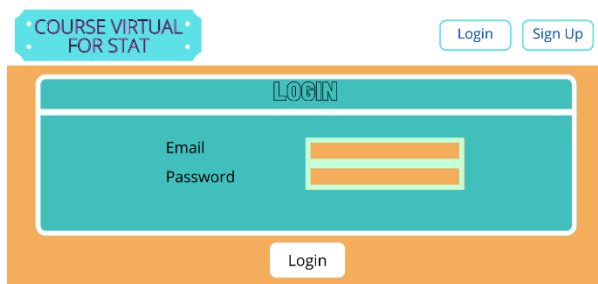 COURSE VIRTUAL
FOR STAT
Login
Sign Up
LOGIN
Email
Password
Login